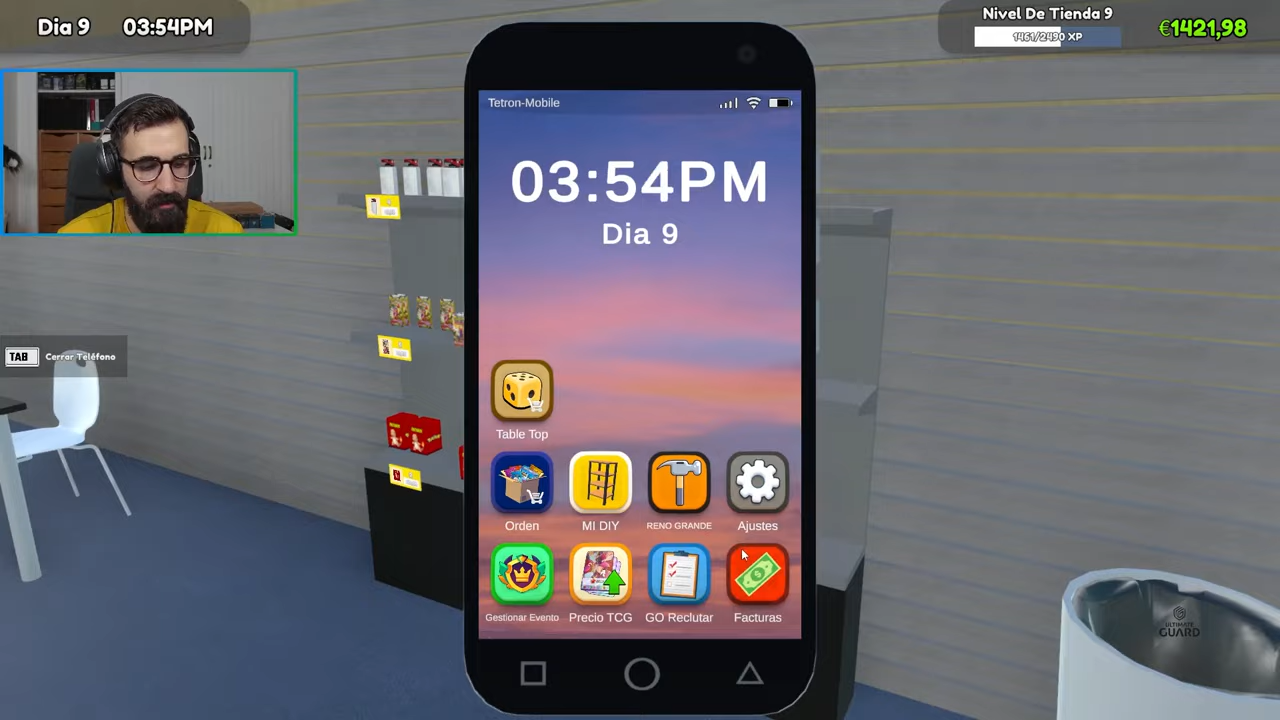 Dia 9 03:54PM
Nivel De Tienda 9
1461/2490 XP
€1421,98
Tetron-Mobile
03:54PM
Dia 9
TAB Cerrar Teléfono
Table Top
Orden
MI DIY
RENO GRANDE
Ajustes
Gestionar Evento
Precio TCG
GO Reclutar
Facturas
ULTIMATE
GUARD